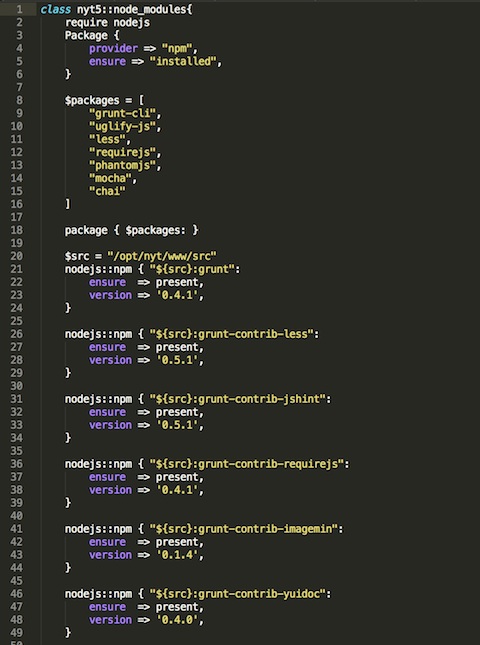 1 class nyt5::node_modules{
2 require nodejs
3 Package {
4 provider => "npm",
5 ensure => "installed",
6 }
7
8 $packages = [
9 "grunt-cli",
10 "uglify-js",
11 "less",
12 "requirejs",
13 "phantomjs",
14 "mocha",
15 "chai"
16 ]
17
18 package { $packages: }
19
20 $src = "/opt/nyt/www/src"
21 nodejs::npm { "${src}:grunt":
22 ensure => present,
23 version => '0.4.1',
24 }
25
26 nodejs::npm { "${src}:grunt-contrib-less":
27 ensure => present,
28 version => '0.5.1',
29 }
30
31 nodejs::npm { "${src}:grunt-contrib-jshint":
32 ensure => present,
33 version => '0.5.1',
34 }
35
36 nodejs::npm { "${src}:grunt-contrib-requirejs":
37 ensure => present,
38 version => '0.4.1',
39 }
40
41 nodejs::npm { "${src}:grunt-contrib-imagemin":
42 ensure => present,
43 version => '0.1.4',
44 }
45
46 nodejs::npm { "${src}:grunt-contrib-yuidoc":
47 ensure => present,
48 version => '0.4.0',
49 }